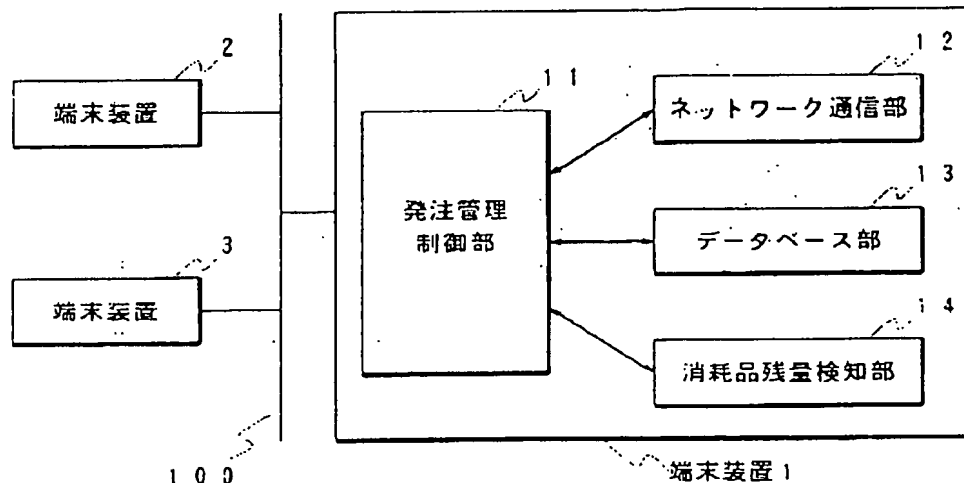 2
端末装置
3
端末装置
100
11
発注管理
制御部
12
ネットワーク通信部
13
データベース部
14
消耗品残量検知部
端末装置1